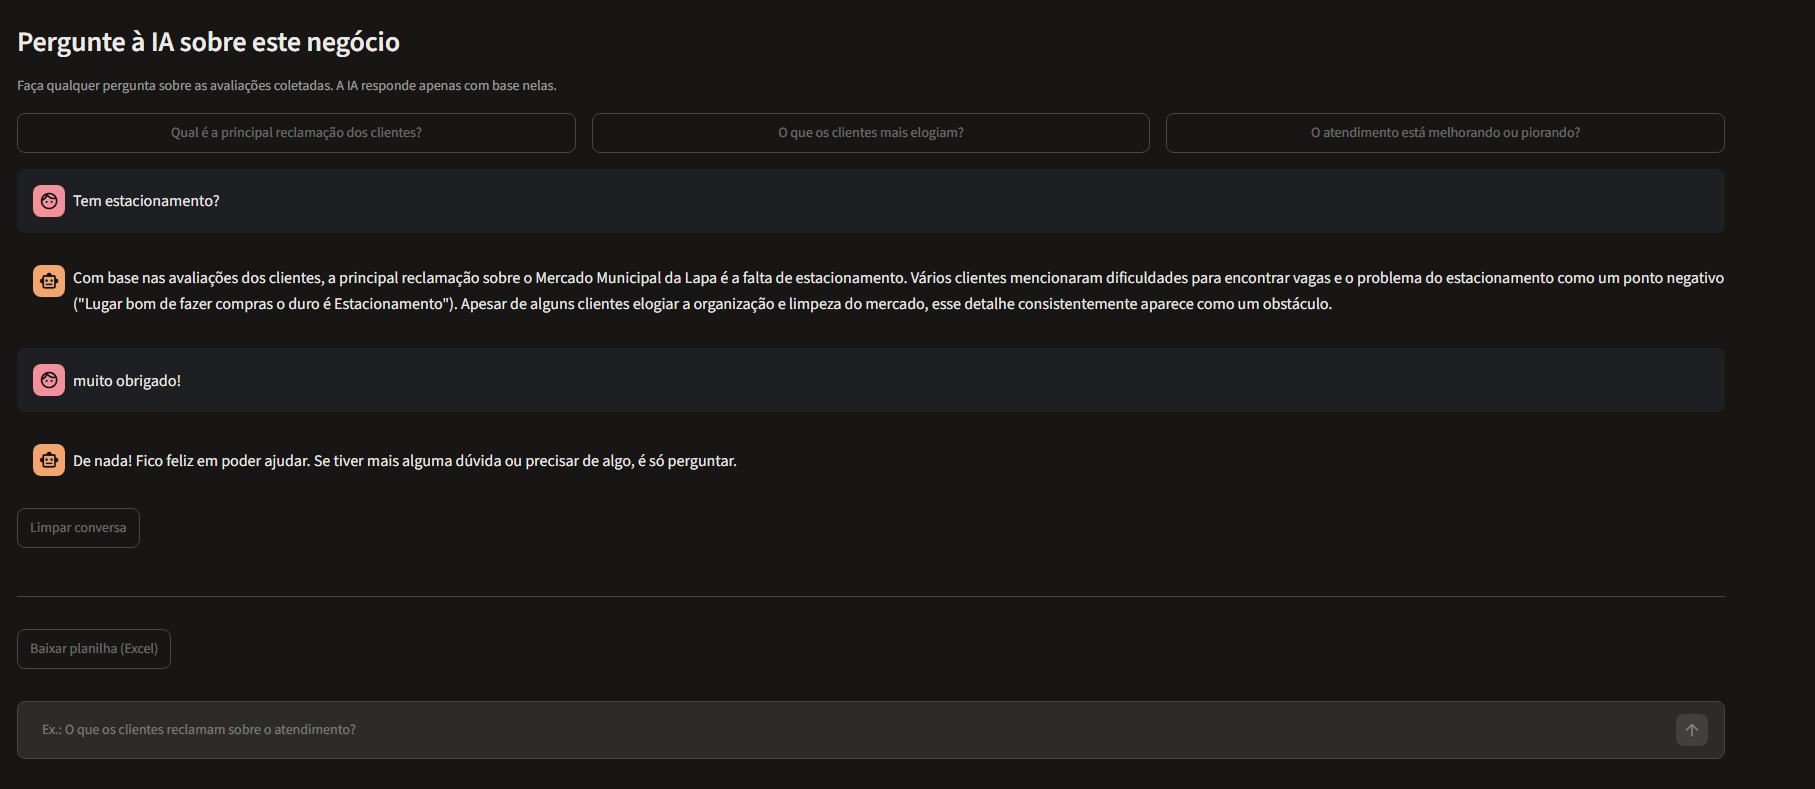 Pergunte à IA sobre este negócio
Faça qualquer pergunta sobre as avaliações coletadas. A IA responde apenas com base nelas.
Qual é a principal reclamação dos clientes?
O que os clientes mais elogiam?
O atendimento está melhorando ou piorando?
Tem estacionamento?
Com base nas avaliações dos clientes, a principal reclamação sobre o Mercado Municipal da Lapa é a falta de estacionamento. Vários clientes mencionaram dificuldades para encontrar vagas e o problema do estacionamento como um ponto negativo
("Lugar bom de fazer compras o duro é Estacionamento"). Apesar de alguns clientes elogiar a organização e limpeza do mercado, esse detalhe consistentemente aparece como um obstáculo.
muito obrigado!
De nada! Fico feliz em poder ajudar. Se tiver mais alguma dúvida ou precisar de algo, é só perguntar.
Limpar conversa
Baixar planilha (Excel)
Ex.: O que os clientes reclamam sobre o atendimento?